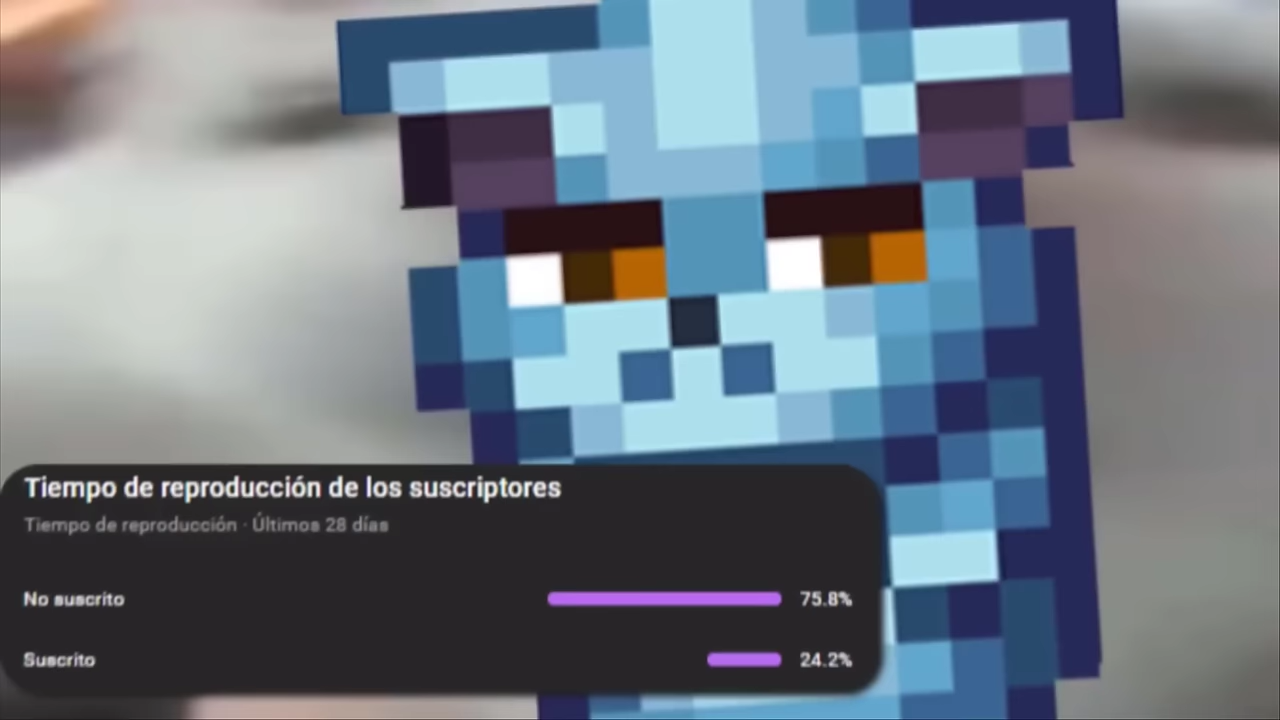 Tiempo de reproducción de los suscriptores
Tiempo de reproducción · Últimos 28 días
No suscrito 75.8%
Suscrito 24.2%